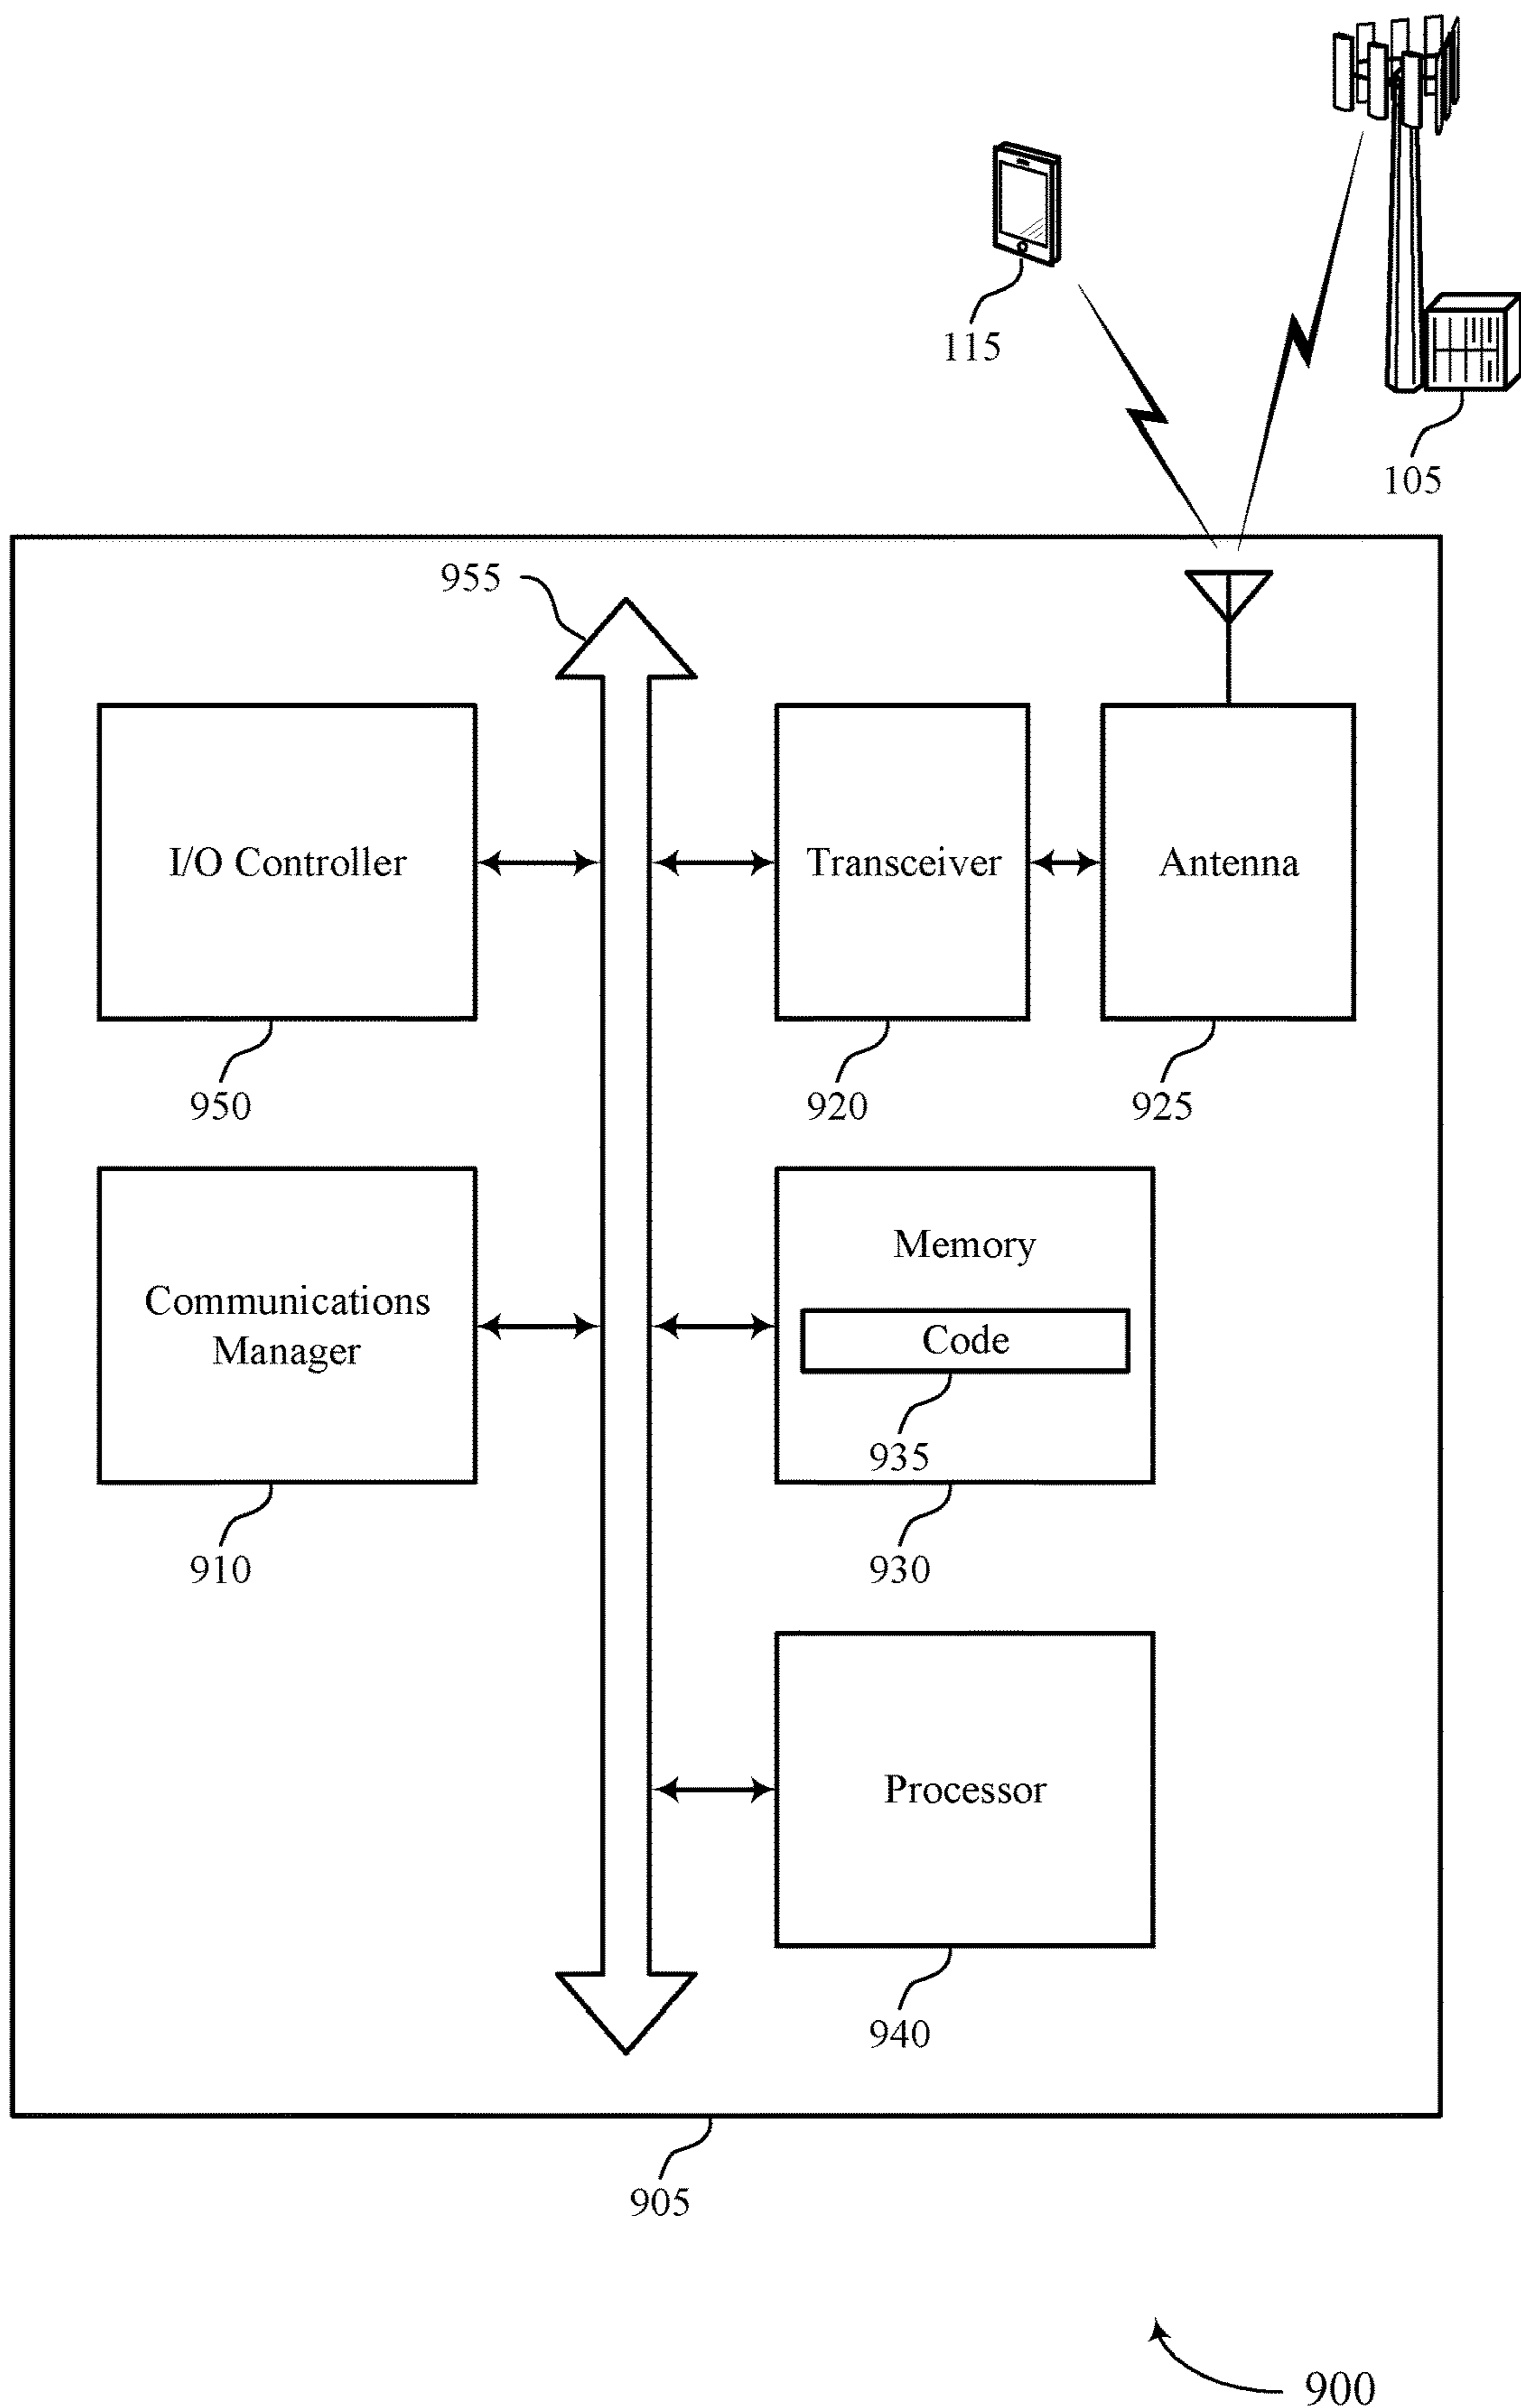 115
105
955
I/O Controller
Transceiver
Antenna
950
920
925
Communications
Manager
Memory
Code
935
910
930
Processor
940
905
900